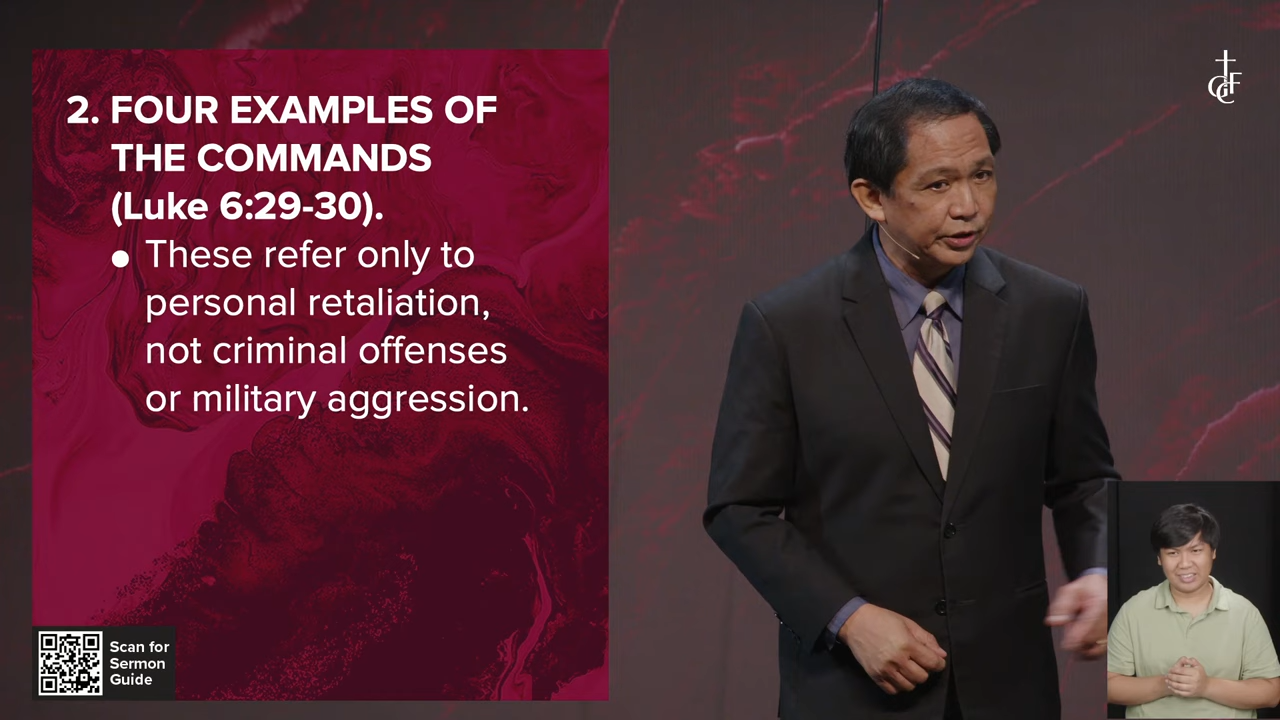 2. FOUR EXAMPLES OF
THE COMMANDS
(Luke 6:29-30).
● These refer only to
personal retaliation,
not criminal offenses
or military aggression.
Scan for
Sermon
Guide
CCF